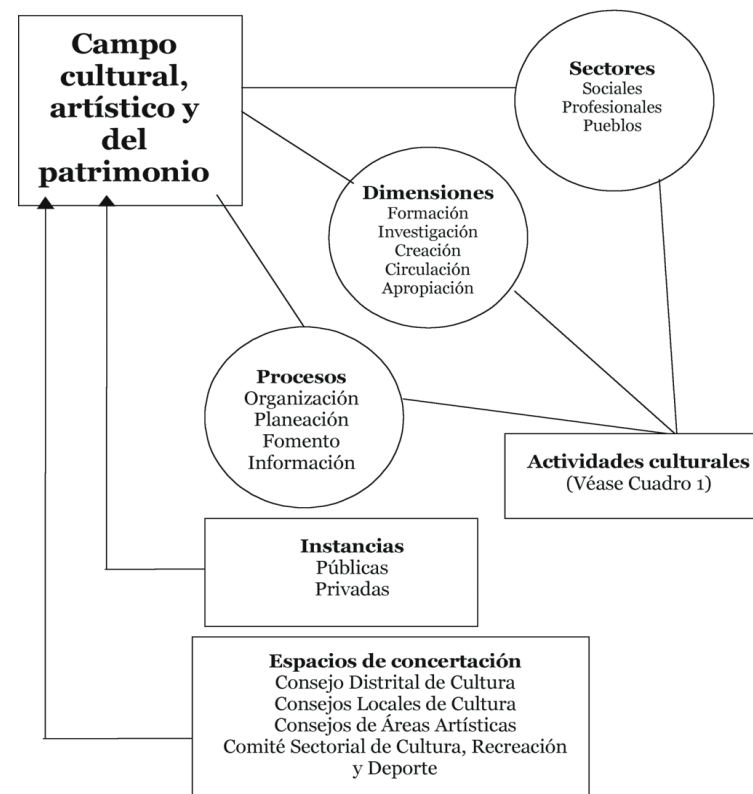 Campo
cultural,
artístico y
del
patrimonio
Sectores
Sociales
Profesionales
Pueblos
Dimensiones
Formación
Investigación
Creación
Circulación
Apropiación
Procesos
Organización
Planeación
Fomento
Información
Actividades culturales
(Véase Cuadro 1)
Instancias
Públicas
Privadas
Espacios de concertación
Consejo Distrital de Cultura
Consejos Locales de Cultura
Consejos de Áreas Artísticas
Comité Sectorial de Cultura, Recreación
y Deporte